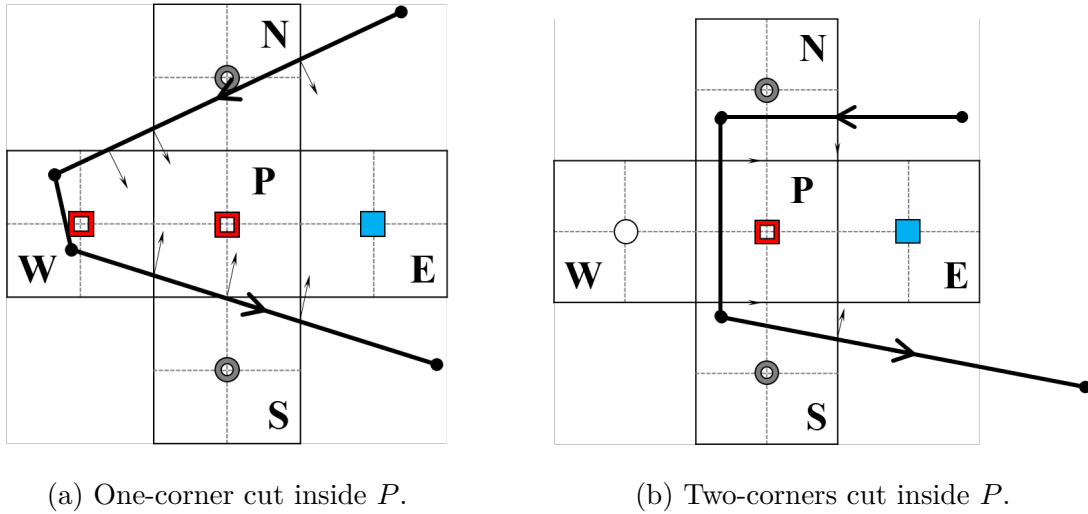 N
P
W
E
S
(a) One-corner cut inside P.
N
P
W
E
S
(b) Two-corners cut inside P.